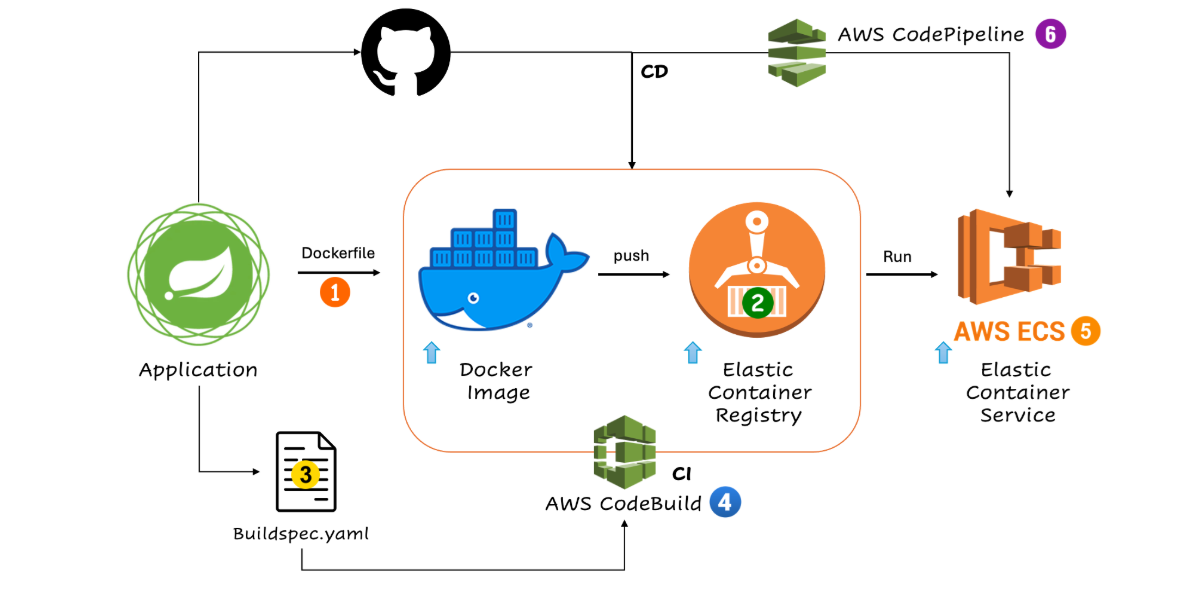 AWS CodePipeline 6
CD
Dockerfile
1
push
2
Run
AWS ECS 5
Application
Docker
Image
Elastic
Container
Registry
Elastic
Container
Service
3
Buildspec.yaml
CI
AWS CodeBuild 4